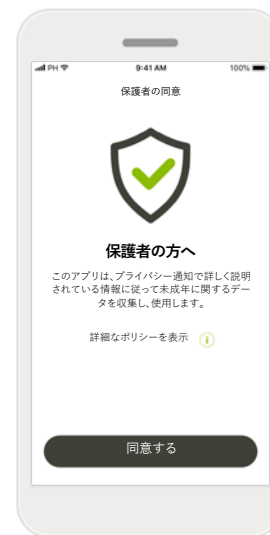 PH 9:41 AM 100%
保護者の同意
保護者の方へ
このアプリは、プライバシー通知で詳しく説明
されている情報に従って未成年に関するデー
タを収集し、使用します。
詳細なポリシーを表示 i
同意する